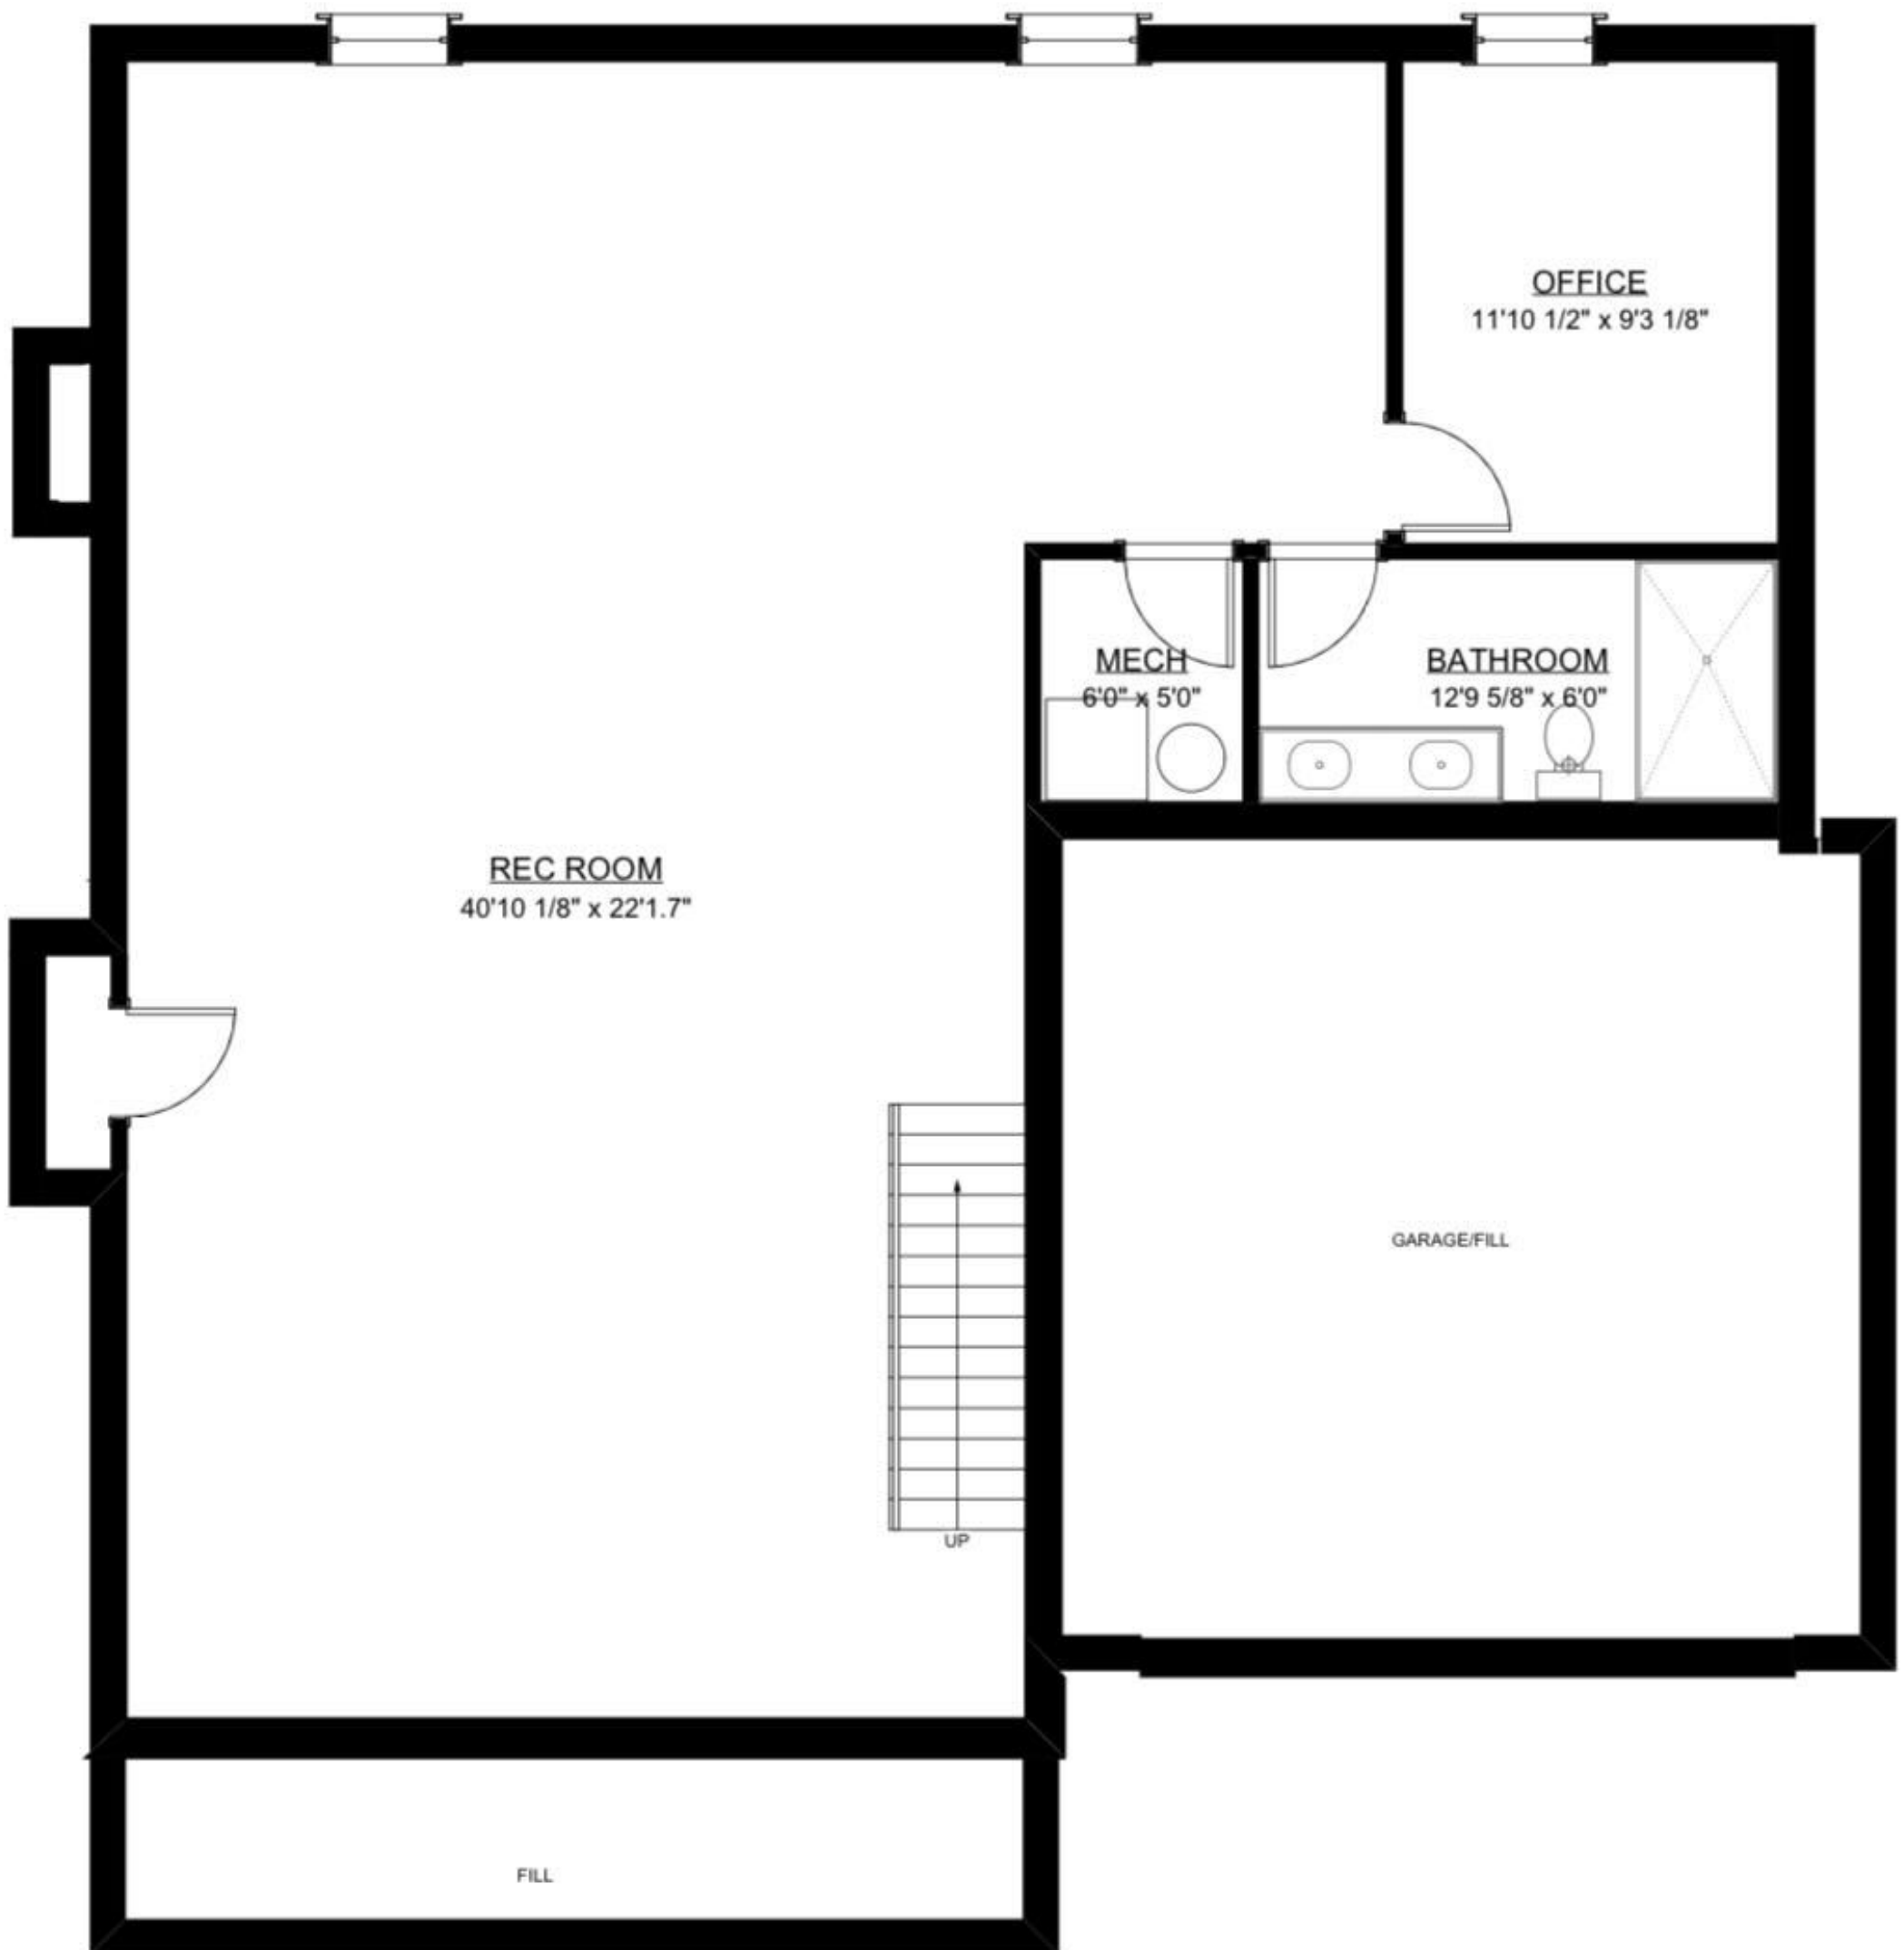 OFFICE
11'10 1/2" x 9'3 1/8"
MECH
6'0" x 5'0"
BATHROOM
12'9 5/8" x 6'0"
REC ROOM
40'10 1/8" x 22'1.7"
GARAGE/FILL
UP
FILL